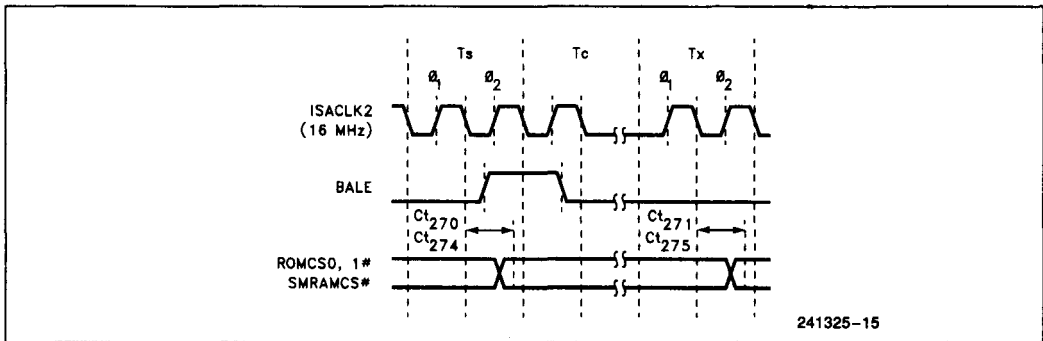 Ts Tc Tx
Ø1 Ø2 Ø1 Ø2
ISACLK2
(16 MHz)
BALE
Ct270 Ct271
Ct274 Ct275
ROMCS0, 1#
SMRAMCS#
241325-15